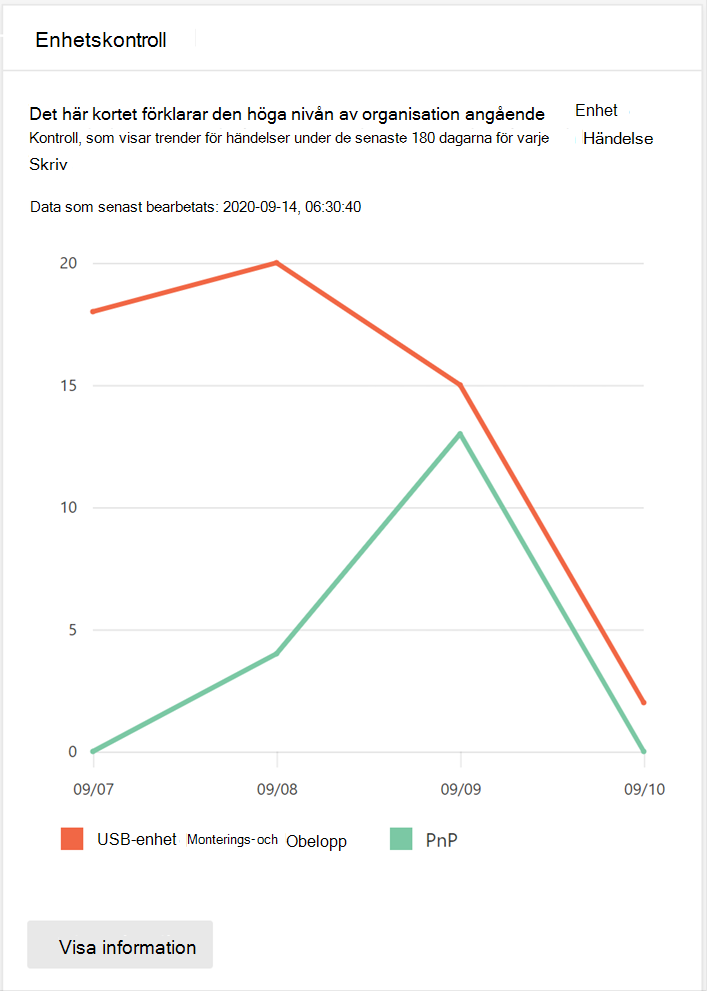 Enhetskontroll
Det här kortet förklarar den höga nivån av organisation angående Enhet
Kontroll, som visar trender för händelser under de senaste 180 dagarna för varje Händelse
Skriv
Data som senast bearbetats: 2020-09-14, 06:30:40
20
15
10
5
0
09/07 09/08 09/09 09/10
USB-enhet Monterings-och Obelopp PnP
Visa information